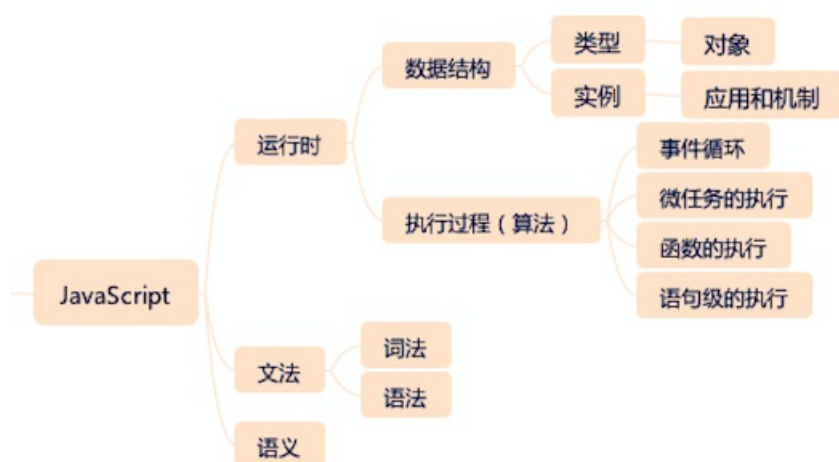 JavaScript
运行时
数据结构
类型
对象
实例
应用和机制
执行过程（算法）
事件循环
微任务的执行
函数的执行
语句级的执行
文法
词法
语法
语义